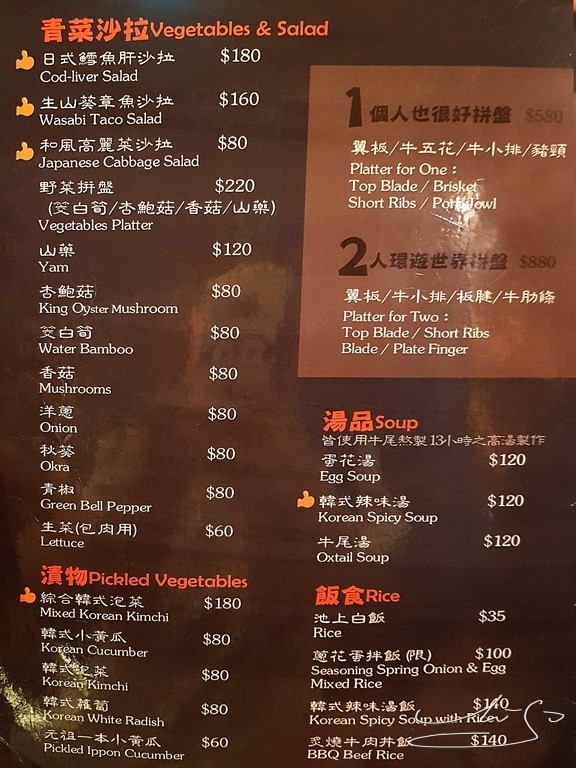 青菜沙拉Vegetables & Salad
日式鱈魚肝沙拉 $180
Cod-liver Salad
生山葵章魚沙拉 $160
Wasabi Taco Salad
和風高麗菜沙拉 $80
Japanese Cabbage Salad
野菜拼盤 $220
(筊白筍/杏鮑菇/香菇/山藥)
Vegetables Platter
山藥 $120
Yam
杏鮑菇 $80
King Oyster Mushroom
筊白筍 $80
Water Bamboo
香菇 $80
Mushrooms
洋蔥 $80
Onion
秋葵 $80
Okra
青椒 $80
Green Bell Pepper
生菜(包肉用) $60
Lettuce
漬物Pickled Vegetables
綜合韓式泡菜 $180
Mixed Korean Kimchi
韓式小黃瓜 $80
Korean Cucumber
韓式泡菜 $80
Korean Kimchi
韓式蘿蔔 $80
Korean White Radish
元祖一本小黃瓜 $60
Pickled Ippon Cucumber
1個人也很好拼盤 $580
翼板/牛五花/牛小排/豬頸
Platter for One：
Top Blade / Brisket
Short Ribs / Pork Jowl
2人環遊世界拼盤 $880
翼板/牛小排/板腱/牛肋條
Platter for Two：
Top Blade / Short Ribs
Blade / Plate Finger
湯品Soup
皆使用牛尾熬製13小時之高湯製作
蛋花湯 $120
Egg Soup
韓式辣味湯 $120
Korean Spicy Soup
牛尾湯 $120
Oxtail Soup
飯食Rice
池上白飯 $35
Rice
蔥花蛋拌飯(限) $100
Seasoning Spring Onion & Egg
Mixed Rice
韓式辣味湯飯 $140
Korean Spicy Soup with Rice
炙燒牛肉丼飯 $140
BBQ Beef Rice